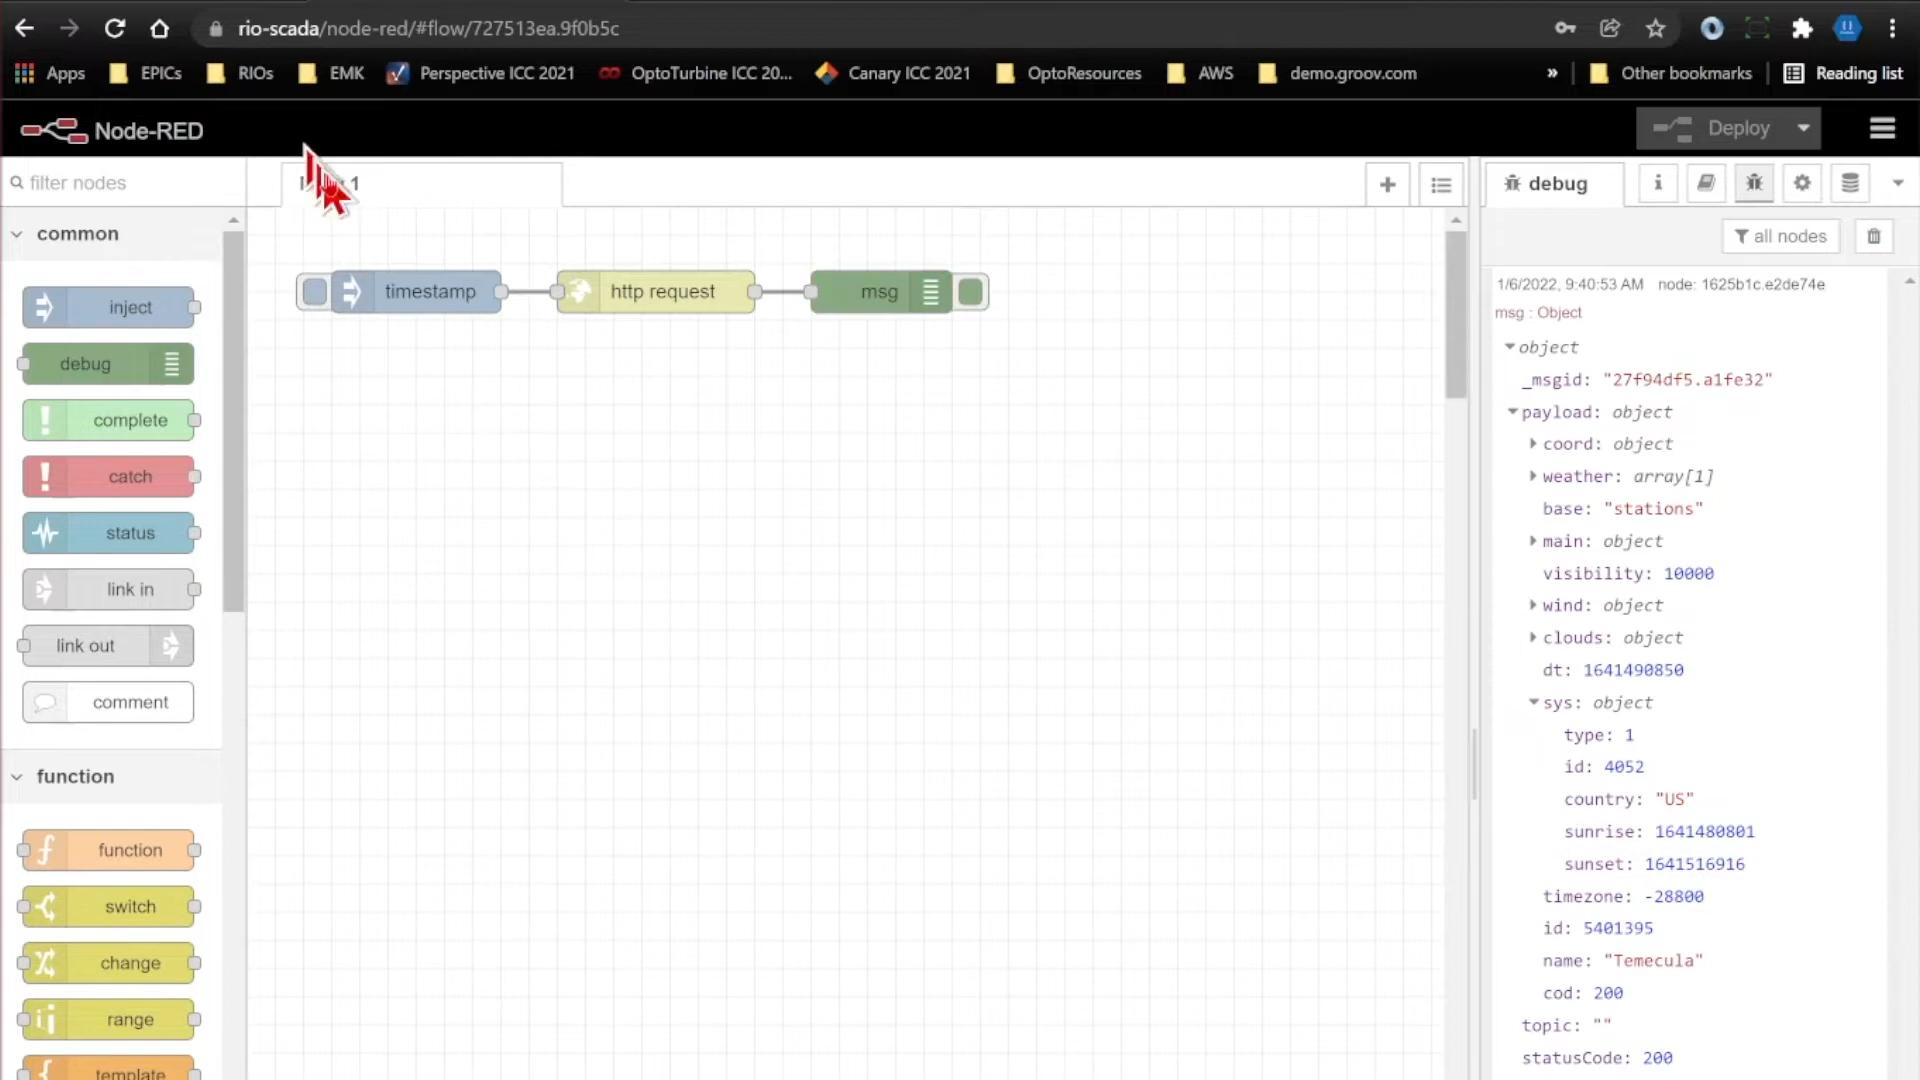 rio-scada/node-red/#flow/727513ea.9f0b5c
Apps EPICs RIOs EMK Perspective ICC 2021 OptoTurbine ICC 20... Canary ICC 2021 OptoResources AWS demo.groov.com » Other bookmarks Reading list
Node-RED
Deploy
filter nodes
1
debug
all nodes
common
inject
debug
complete
catch
status
link in
link out
comment
function
function
switch
change
range
template
timestamp
http request
msg
1/6/2022, 9:40:53 AM node: 1625b1c.e2de74e
msg : Object
object
_msgid: "27f94df5.a1fe32"
payload: object
coord: object
weather: array[1]
base: "stations"
main: object
visibility: 10000
wind: object
clouds: object
dt: 1641490850
sys: object
type: 1
id: 4052
country: "US"
sunrise: 1641480801
sunset: 1641516916
timezone: -28800
id: 5401395
name: "Temecula"
cod: 200
topic: ""
statusCode: 200